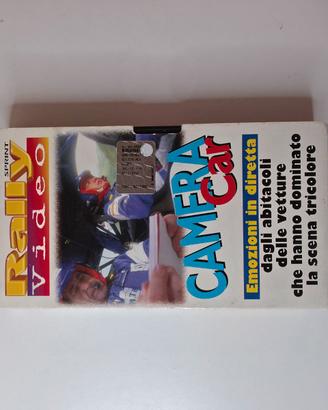 Rally
SPRINT
Video
CAMERA
Car
Emozioni in diretta
dagli abitacoli
delle vetture
che hanno dominato
la scena tricolore